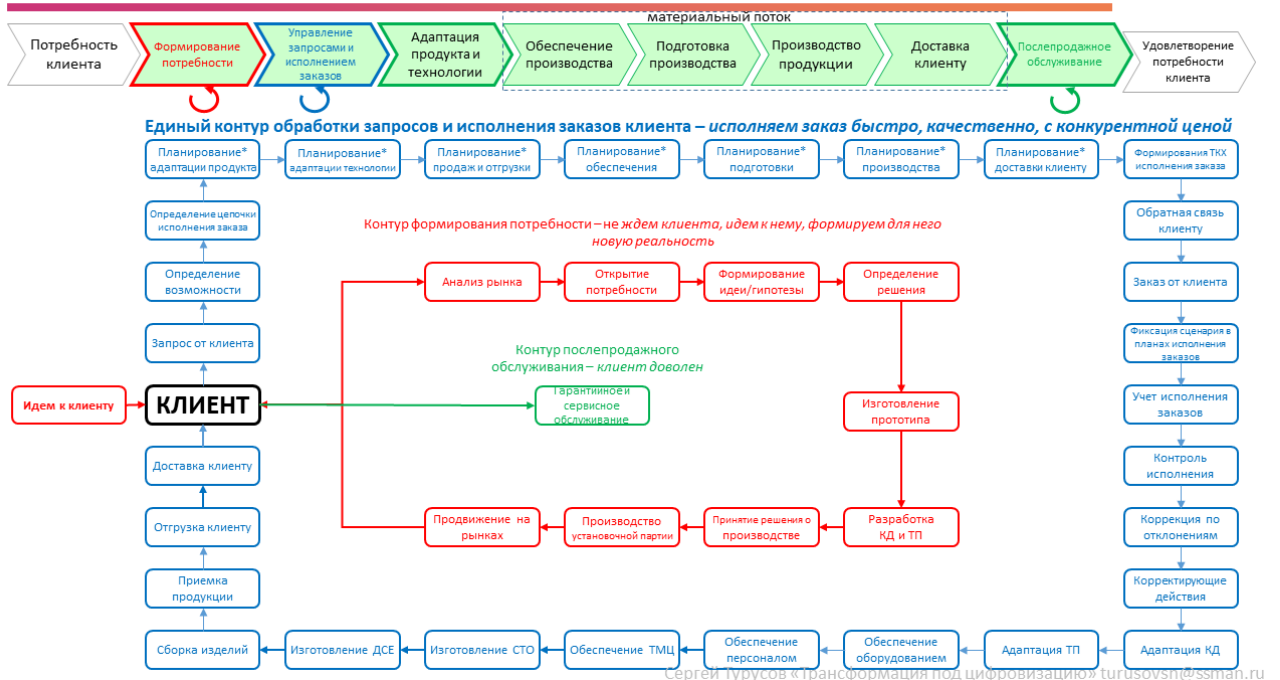 материальный поток
Потребность
клиента
Формирование
потребности
Управление
запросами и
исполнением
заказов
Адаптация
продукта и
технологии
Обеспечение
производства
Подготовка
производства
Производство
продукции
Доставка
клиенту
Послепродажное
обслуживание
Удовлетворение
потребности
клиента
Единый контур обработки запросов и исполнения заказов клиента – исполняем заказ быстро, качественно, с конкурентной ценой
Планирование*
адаптации продукта
Планирование*
адаптации технологии
Планирование*
продаж и отгрузки
Планирование*
обеспечения
Планирование*
подготовки
Планирование*
производства
Планирование*
доставки клиенту
Формирования ТКХ
исполнения заказа
Определение цепочки
исполнения заказа
Контур формирования потребности – не ждем клиента, идем к нему, формируем для него
новую реальность
Обратная связь
клиенту
Определение
возможности
Анализ рынка
Открытие
потребности
Формирование
идеи/гипотезы
Определение
решения
Заказ от клиента
Запрос от клиента
Контур послепродажного
обслуживания – клиент доволен
Фиксация сценария в
планах исполнения
заказов
Идем к клиенту
КЛИЕНТ
Гарантийное и
сервисное
обслуживание
Изготовление
прототипа
Учет исполнения
заказов
Доставка клиенту
Контроль
исполнения
Отгрузка клиенту
Продвижение на
рынках
Производство
установочной партии
Принятие решения о
производстве
Разработка
КД и ТП
Коррекция по
отклонениям
Приемка
продукции
Корректирующие
действия
Сборка изделий
Изготовление ДСЕ
Изготовление СТО
Обеспечение ТМЦ
Обеспечение
персоналом
Обеспечение
оборудованием
Адаптация ТП
Адаптация КД
Сергей Турусов «Трансформация под цифровизацию» turusovsn@ssman.ru